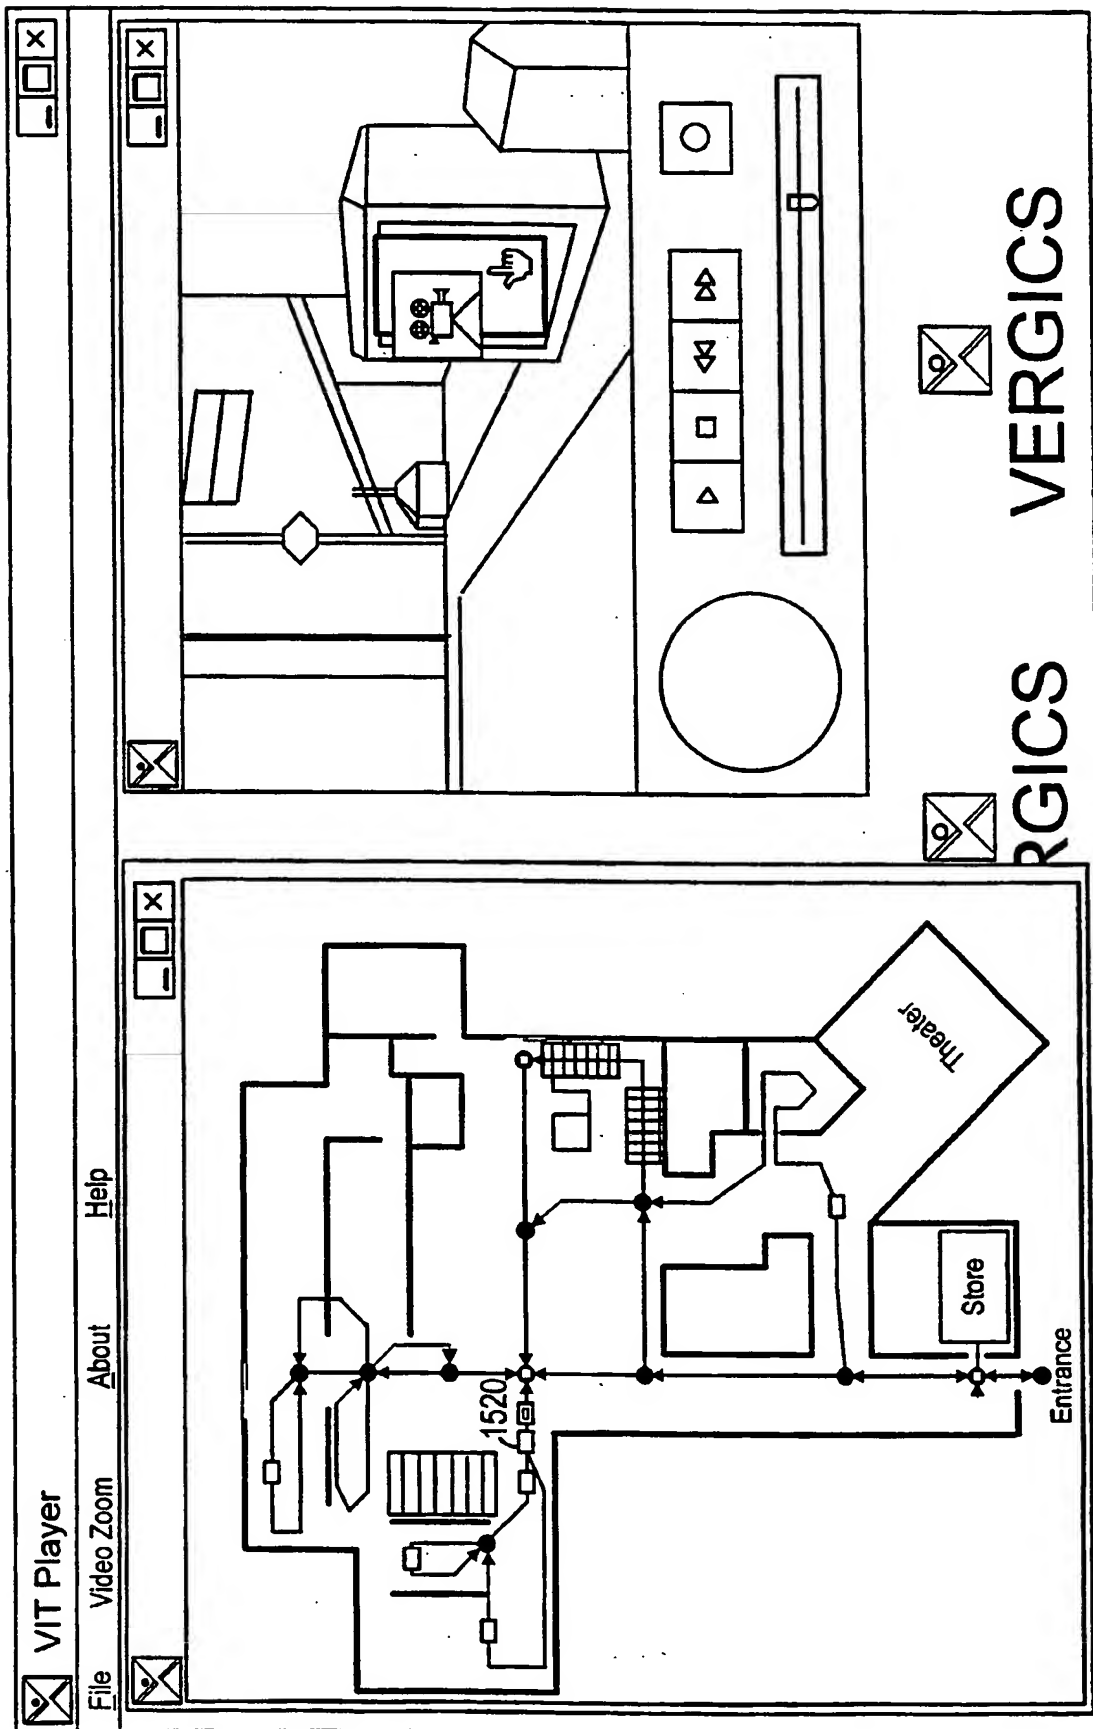 VIT Player
File Video Zoom About Help
1520
Theater
Store
Entrance
RGICS VERGICS